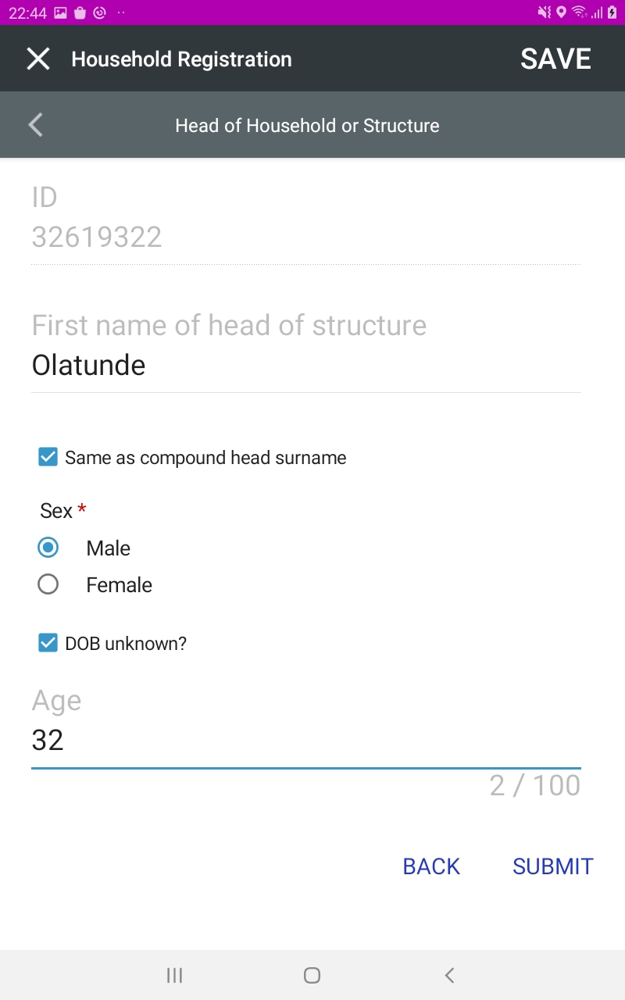 22:44
Household Registration
SAVE
Head of Household or Structure
ID
32619322
First name of head of structure
Olatunde
Same as compound head surname
Sex *
Male
Female
DOB unknown?
Age
32
2 / 100
BACK
SUBMIT